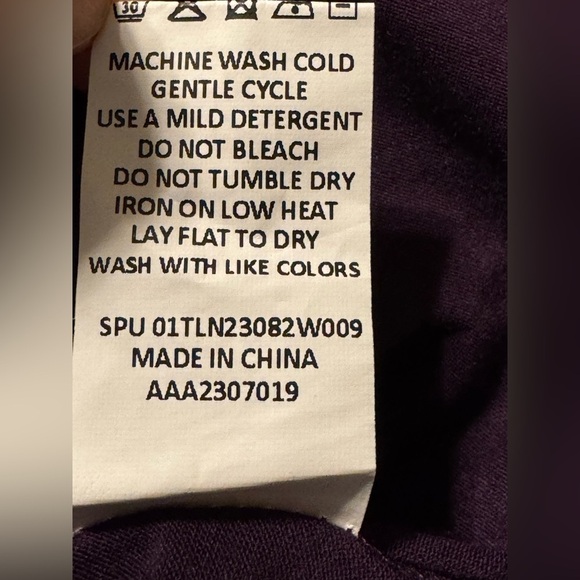 30
MACHINE WASH COLD
GENTLE CYCLE
USE A MILD DETERGENT
DO NOT BLEACH
DO NOT TUMBLE DRY
IRON ON LOW HEAT
LAY FLAT TO DRY
WASH WITH LIKE COLORS
SPU 01TLN23082W009
MADE IN CHINA
AAA2307019